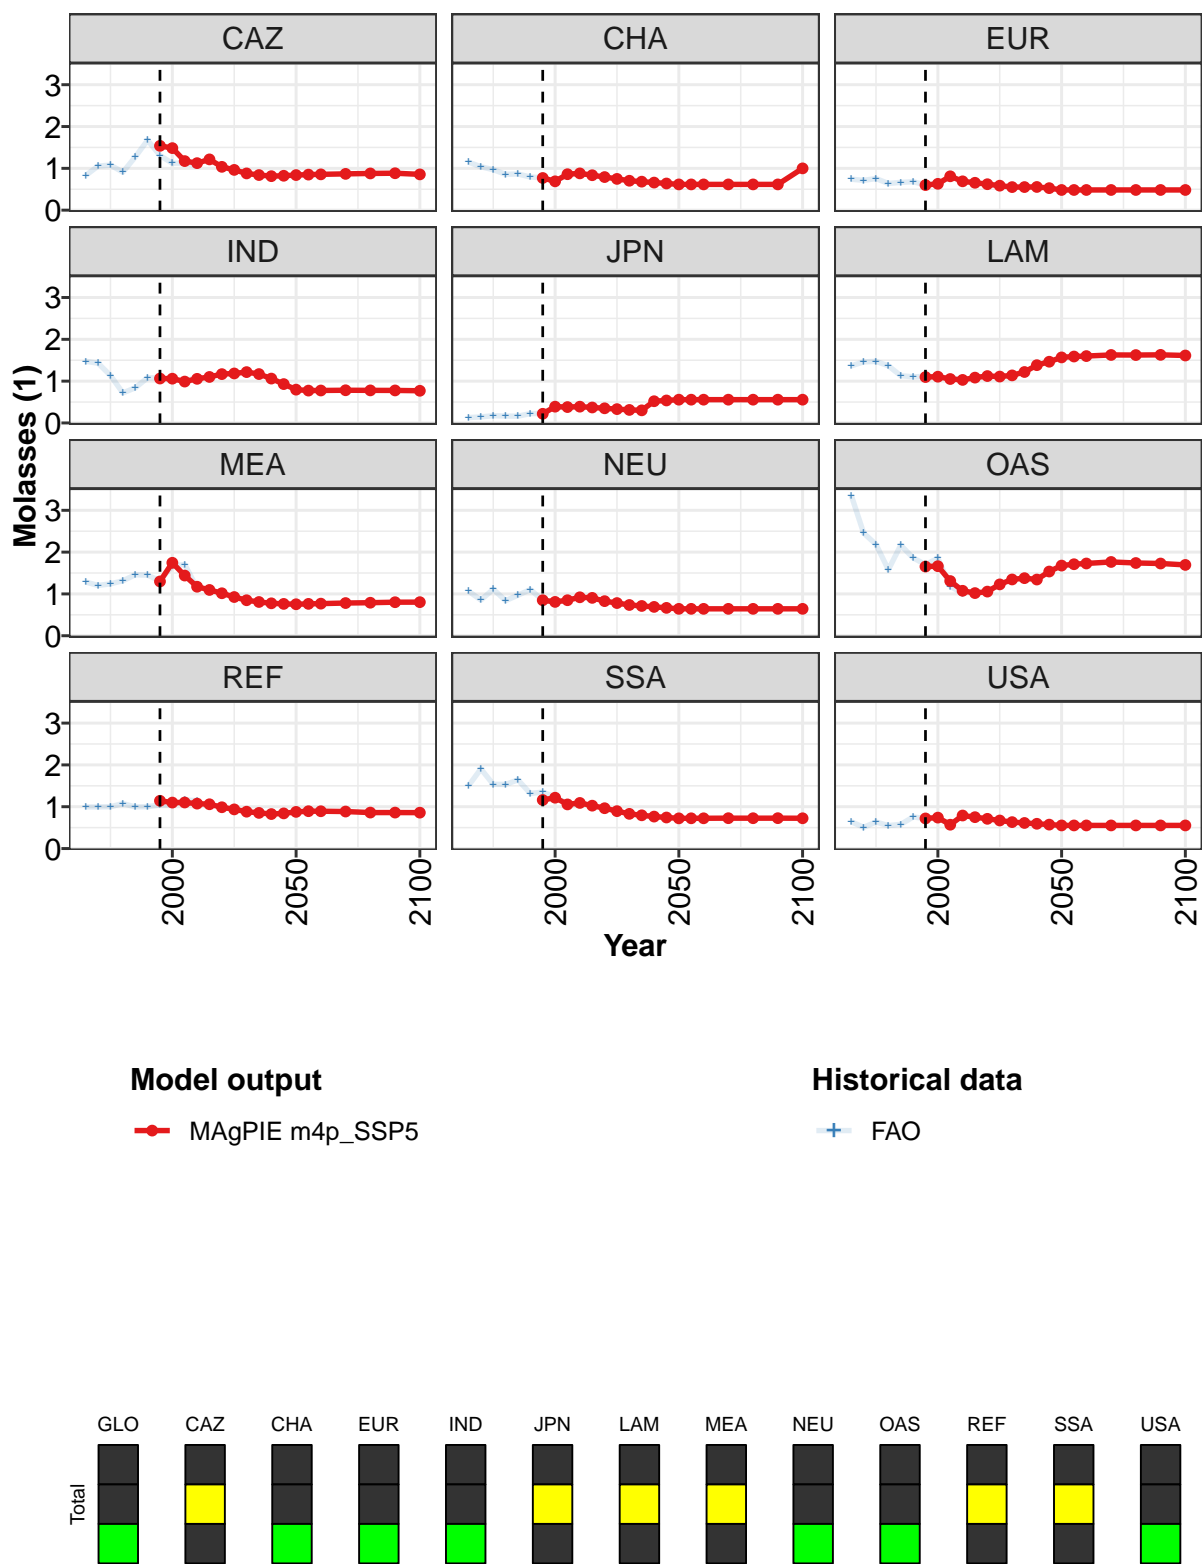 CAZ CHA EUR
3
2
1
0
IND JPN LAM
3
2
1
0
MEA NEU OAS
3
2
1
0
REF SSA USA
3
2
1
0
Molasses (1)
2000 2050 2100 2000 2050 2100 2000 2050 2100
Year
Model output Historical data
MAgPIE m4p_SSP5 FAO
GLO CAZ CHA EUR IND JPN LAM MEA NEU OAS REF SSA USA
Total